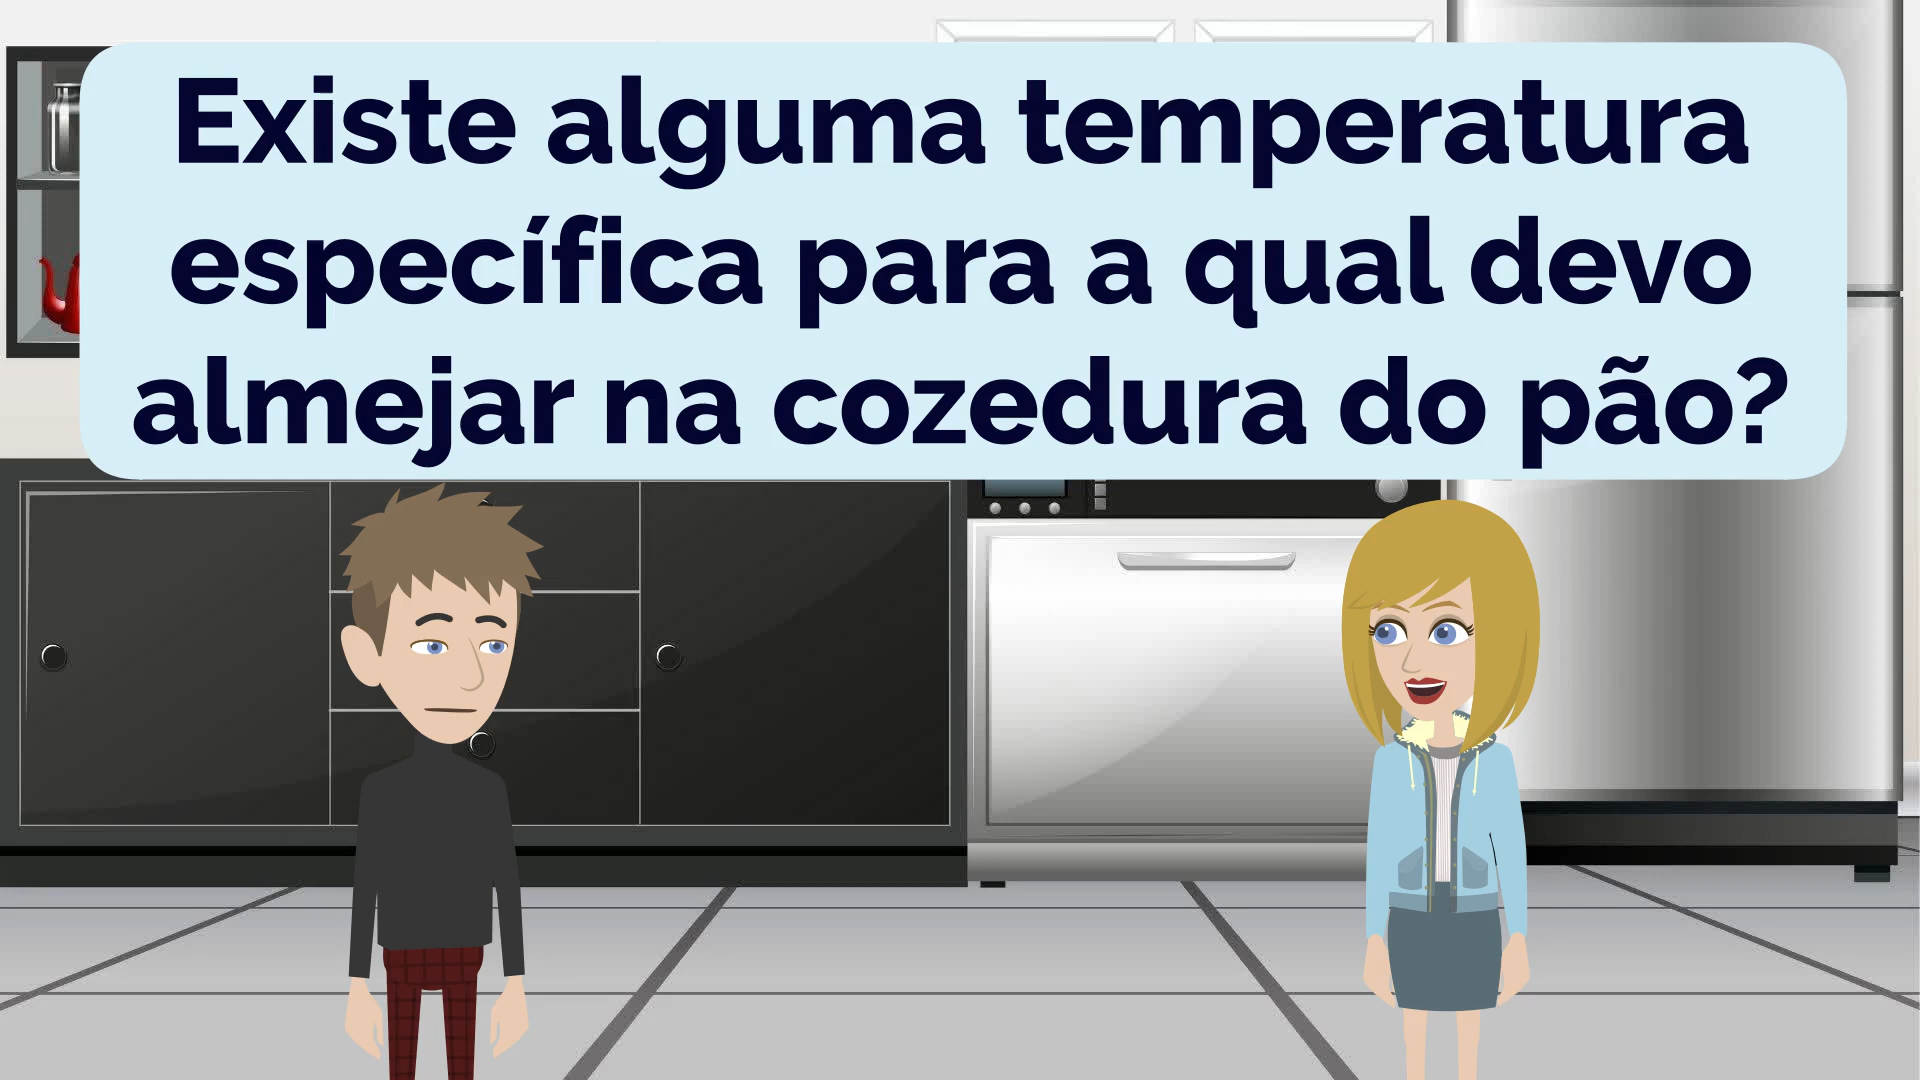 Existe alguma temperatura
específica para a qual devo
almejar na cozedura do pão?